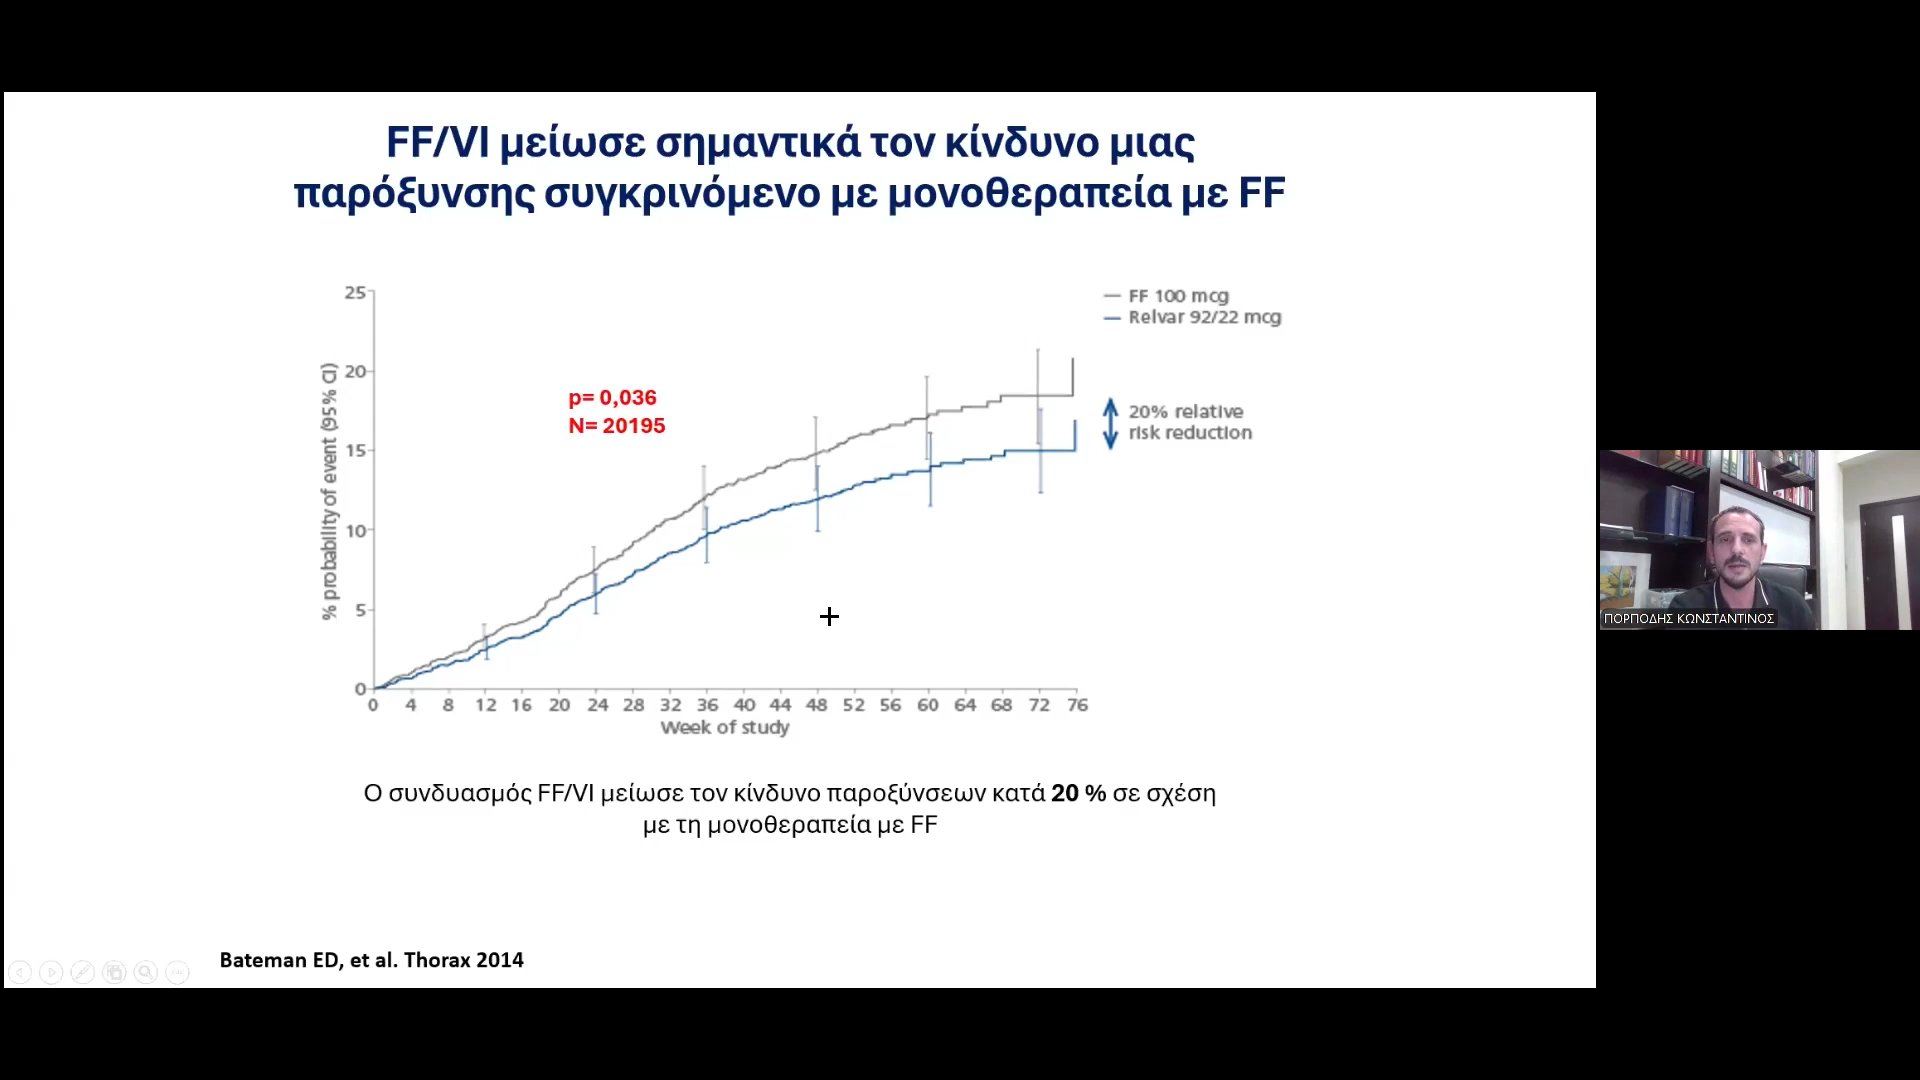 FF/VI μείωσε σημαντικά τον κίνδυνο μιας
παρόξυνσης συγκρινόμενο με μονοθεραπεία με FF
25
20
15
10
5
0
% probability of event (95% CI)
p= 0,036
N= 20195
FF 100 mcg
Relvar 92/22 mcg
20% relative
risk reduction
0 4 8 12 16 20 24 28 32 36 40 44 48 52 56 60 64 68 72 76
Week of study
Ο συνδυασμός FF/VI μείωσε τον κίνδυνο παροξύνσεων κατά 20 % σε σχέση
με τη μονοθεραπεία με FF
Bateman ED, et al. Thorax 2014
ΠΟΡΠΟΔΗΣ ΚΩΝΣΤΑΝΤΙΝΟΣ